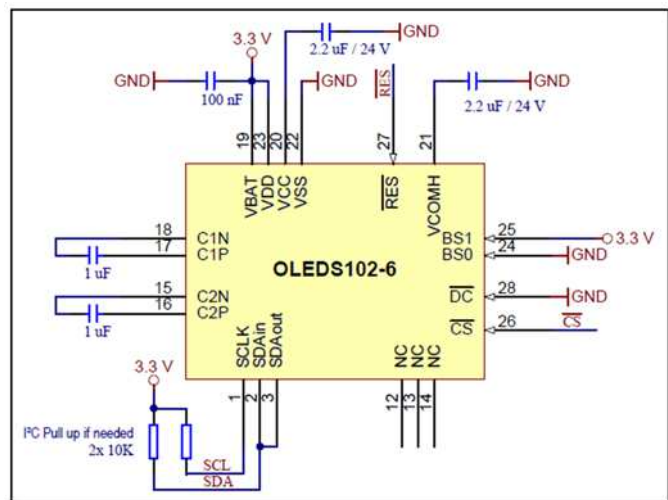 3.3 V
2.2 uF / 24 V
GND
GND
100 nF
GND
RES
2.2 uF / 24 V
GND
19
23
20
22
27
21
VBAT
VDD
VCC
VSS
RES
VCOMH
18
C1N
17
C1P
1 uF
15
C2N
16
C2P
1 uF
OLEDS102-6
BS1
25
3.3 V
BS0
24
GND
DC
28
GND
CS
26
CS
SCLK
SDAin
SDAout
NC
NC
NC
1
2
3
12
13
14
3.3 V
I²C Pull up if needed
2x 10K
SCL
SDA